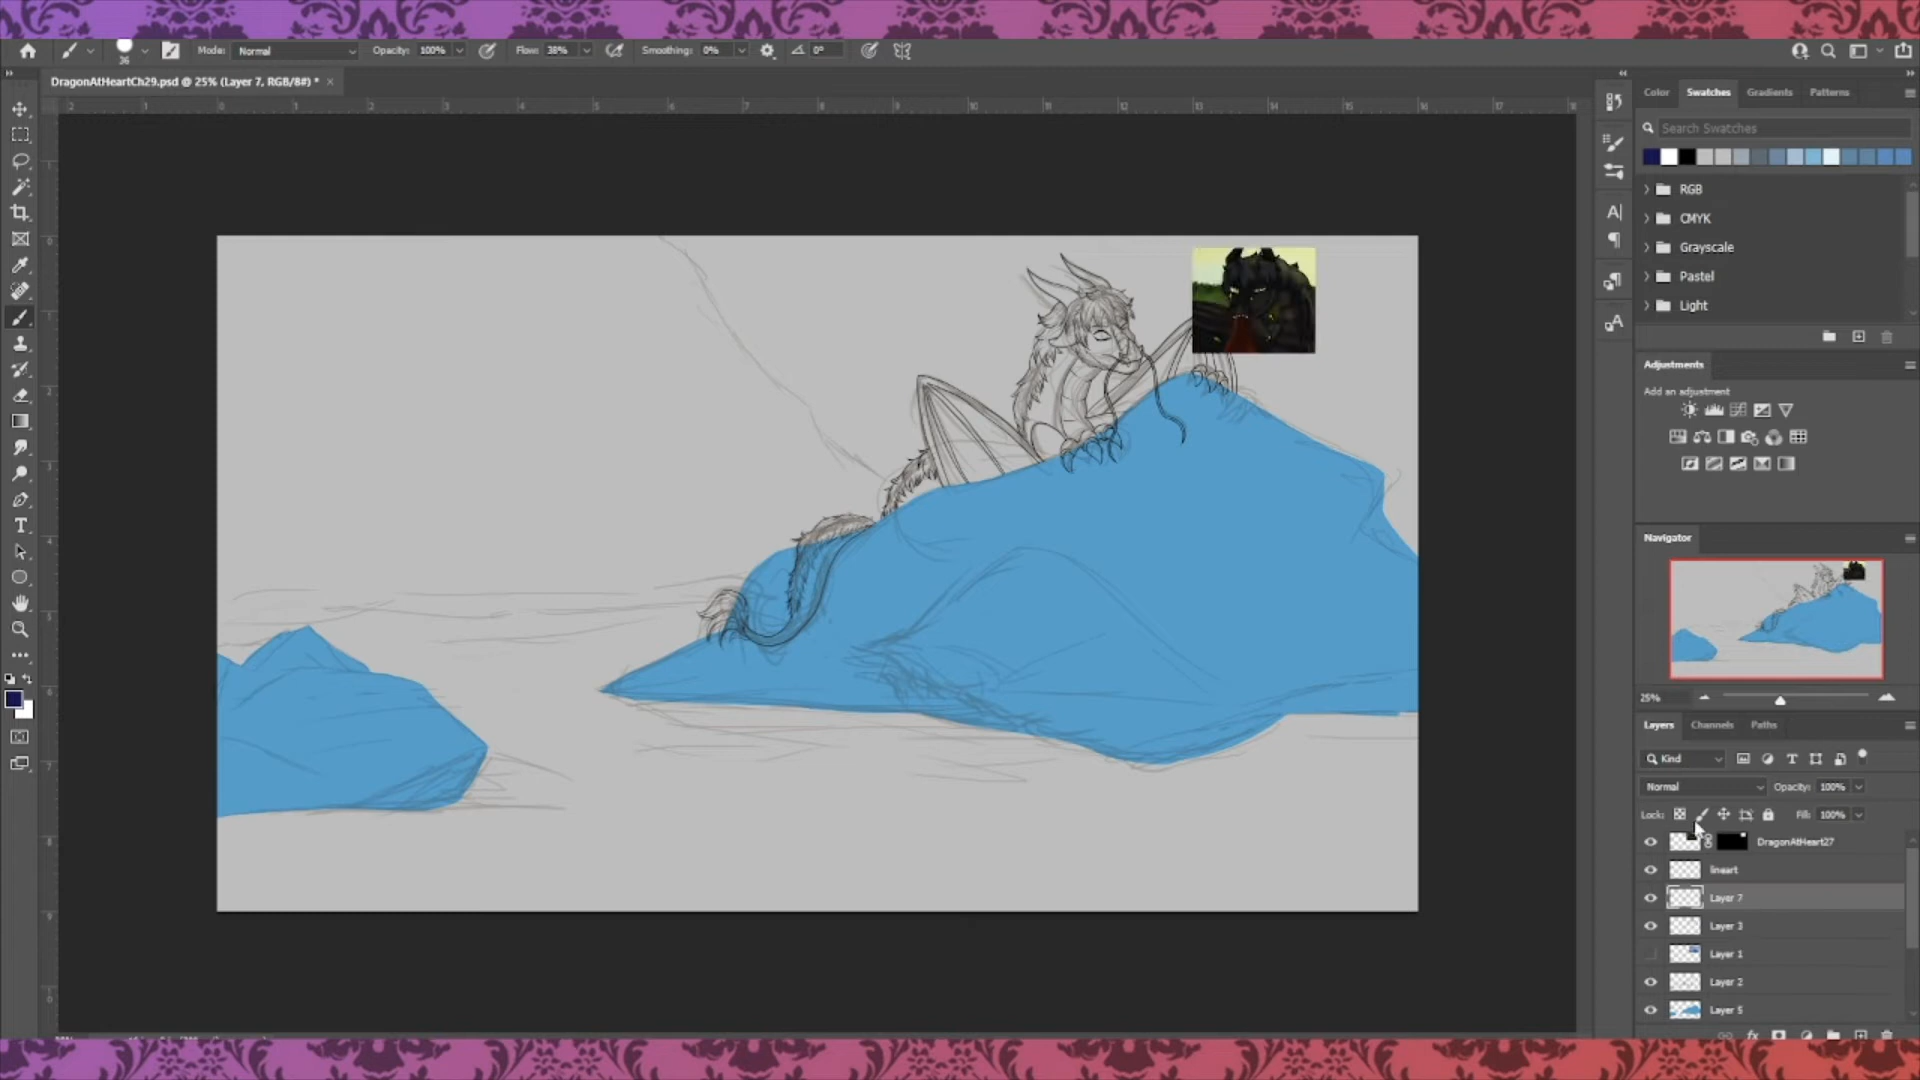 Mode: Normal Opacity: 100% Flow: 38% Smoothing: 0% 0°
DragonAtHeartCh29.psd @ 25% (Layer 7, RGB/8#) * ×
Color Swatches Gradients Patterns
Search Swatches
RGB
CMYK
Grayscale
Pastel
Light
Adjustments
Add an adjustment
Navigator
25%
Layers Channels Paths
Kind
Normal Opacity: 100%
Lock: Fill: 100%
DragonAtHeart27
lineart
Layer 7
Layer 3
Layer 1
Layer 2
Layer 5